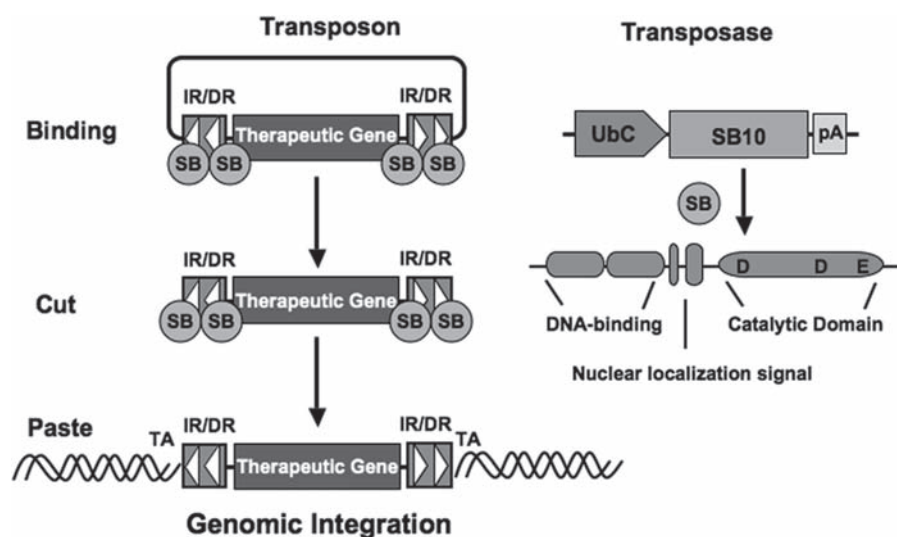 Transposon
Transposase
IR/DR IR/DR
Binding
Therapeutic Gene
SB SB SB SB
UbC SB10 pA
SB
IR/DR IR/DR
Cut
Therapeutic Gene
SB SB SB SB
D D E
DNA-binding Catalytic Domain
Nuclear localization signal
Paste
TA IR/DR IR/DR TA
Therapeutic Gene
Genomic Integration